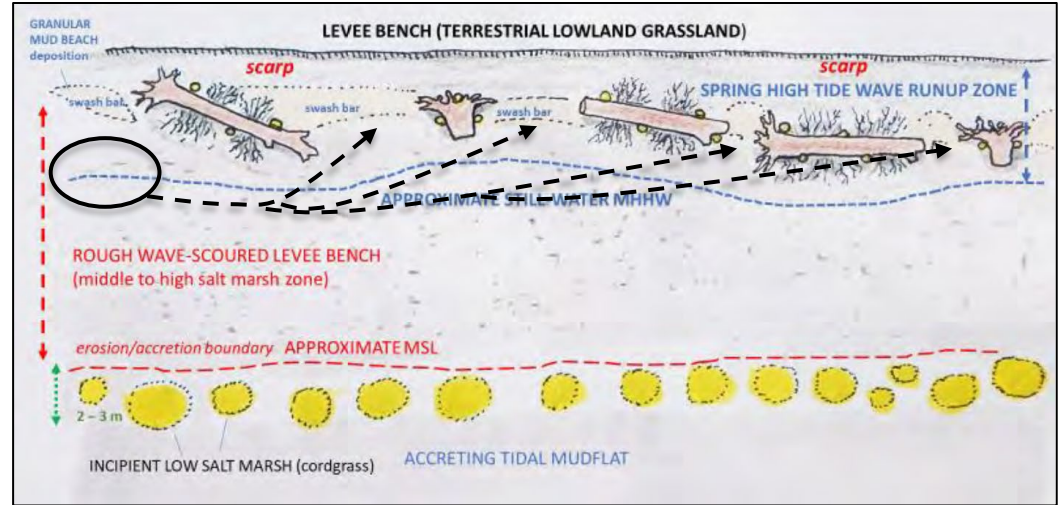 GRANULAR
MUD BEACH
deposition
LEVEE BENCH (TERRESTRIAL LOWLAND GRASSLAND)
scarp
scarp
SPRING HIGH TIDE WAVE RUNUP ZONE
swash bar
swash bar
swash bar
APPROXIMATE STILL-WATER MHHW
ROUGH WAVE-SCOURED LEVEE BENCH
(middle to high salt marsh zone)
erosion/accretion boundary APPROXIMATE MSL
2 – 3 m
INCIPIENT LOW SALT MARSH (cordgrass)
ACCRETING TIDAL MUDFLAT